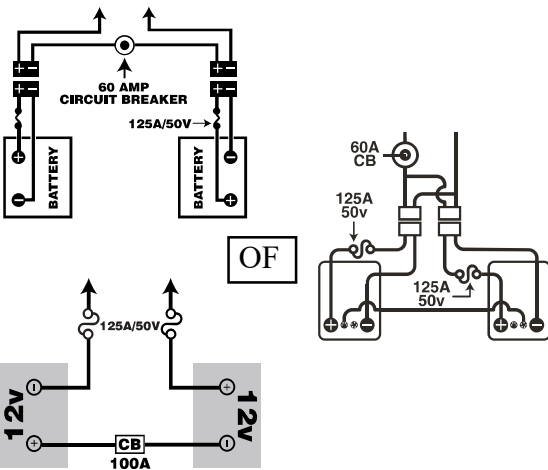 + − + −
+ − + −
60 AMP
CIRCUIT BREAKER
125A/50V
+
−
BATTERY
BATTERY
−
+
60A
CB
125A
50v
125A
50v
+ −
+ −
OF
125A/50V
12v
−
+
12v
+
−
CB
100A